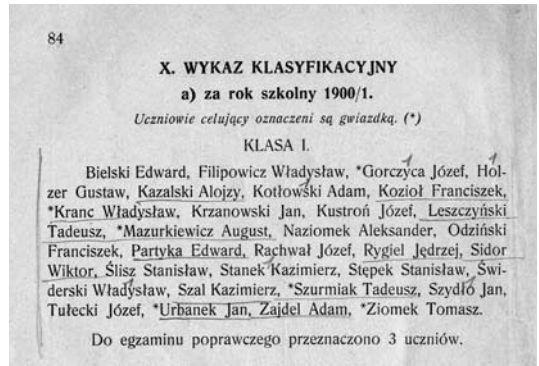 84
X. WYKAZ KLASYFIKACYJNY
a) za rok szkolny 1900/1.
Uczniowie celujący oznaczeni są gwiazdką. (*)
KLASA I.
Bielski Edward, Filipowicz Władysław, *Gorczyca Józef, Hol-
zer Gustaw, Kazalski Alojzy, Kotłowski Adam, Kozioł Franciszek,
*Kranc Władysław, Krzanowski Jan, Kustroń Józef, Leszczyński
Tadeusz, *Mazurkiewicz August, Naziomek Aleksander, Odziński
Franciszek, Partyka Edward, Rachwał Józef, Rygiel Jędrzej, Sidor
Wiktor, Ślisz Stanisław, Stanek Kazimierz, Stępek Stanisław, Świ-
derski Władysław, Szal Kazimierz, *Szurmiak Tadeusz, Szydło Jan,
Tułecki Józef, *Urbanek Jan, Zajdel Adam, *Ziomek Tomasz.
Do egzaminu poprawczego przeznaczono 3 uczniów.